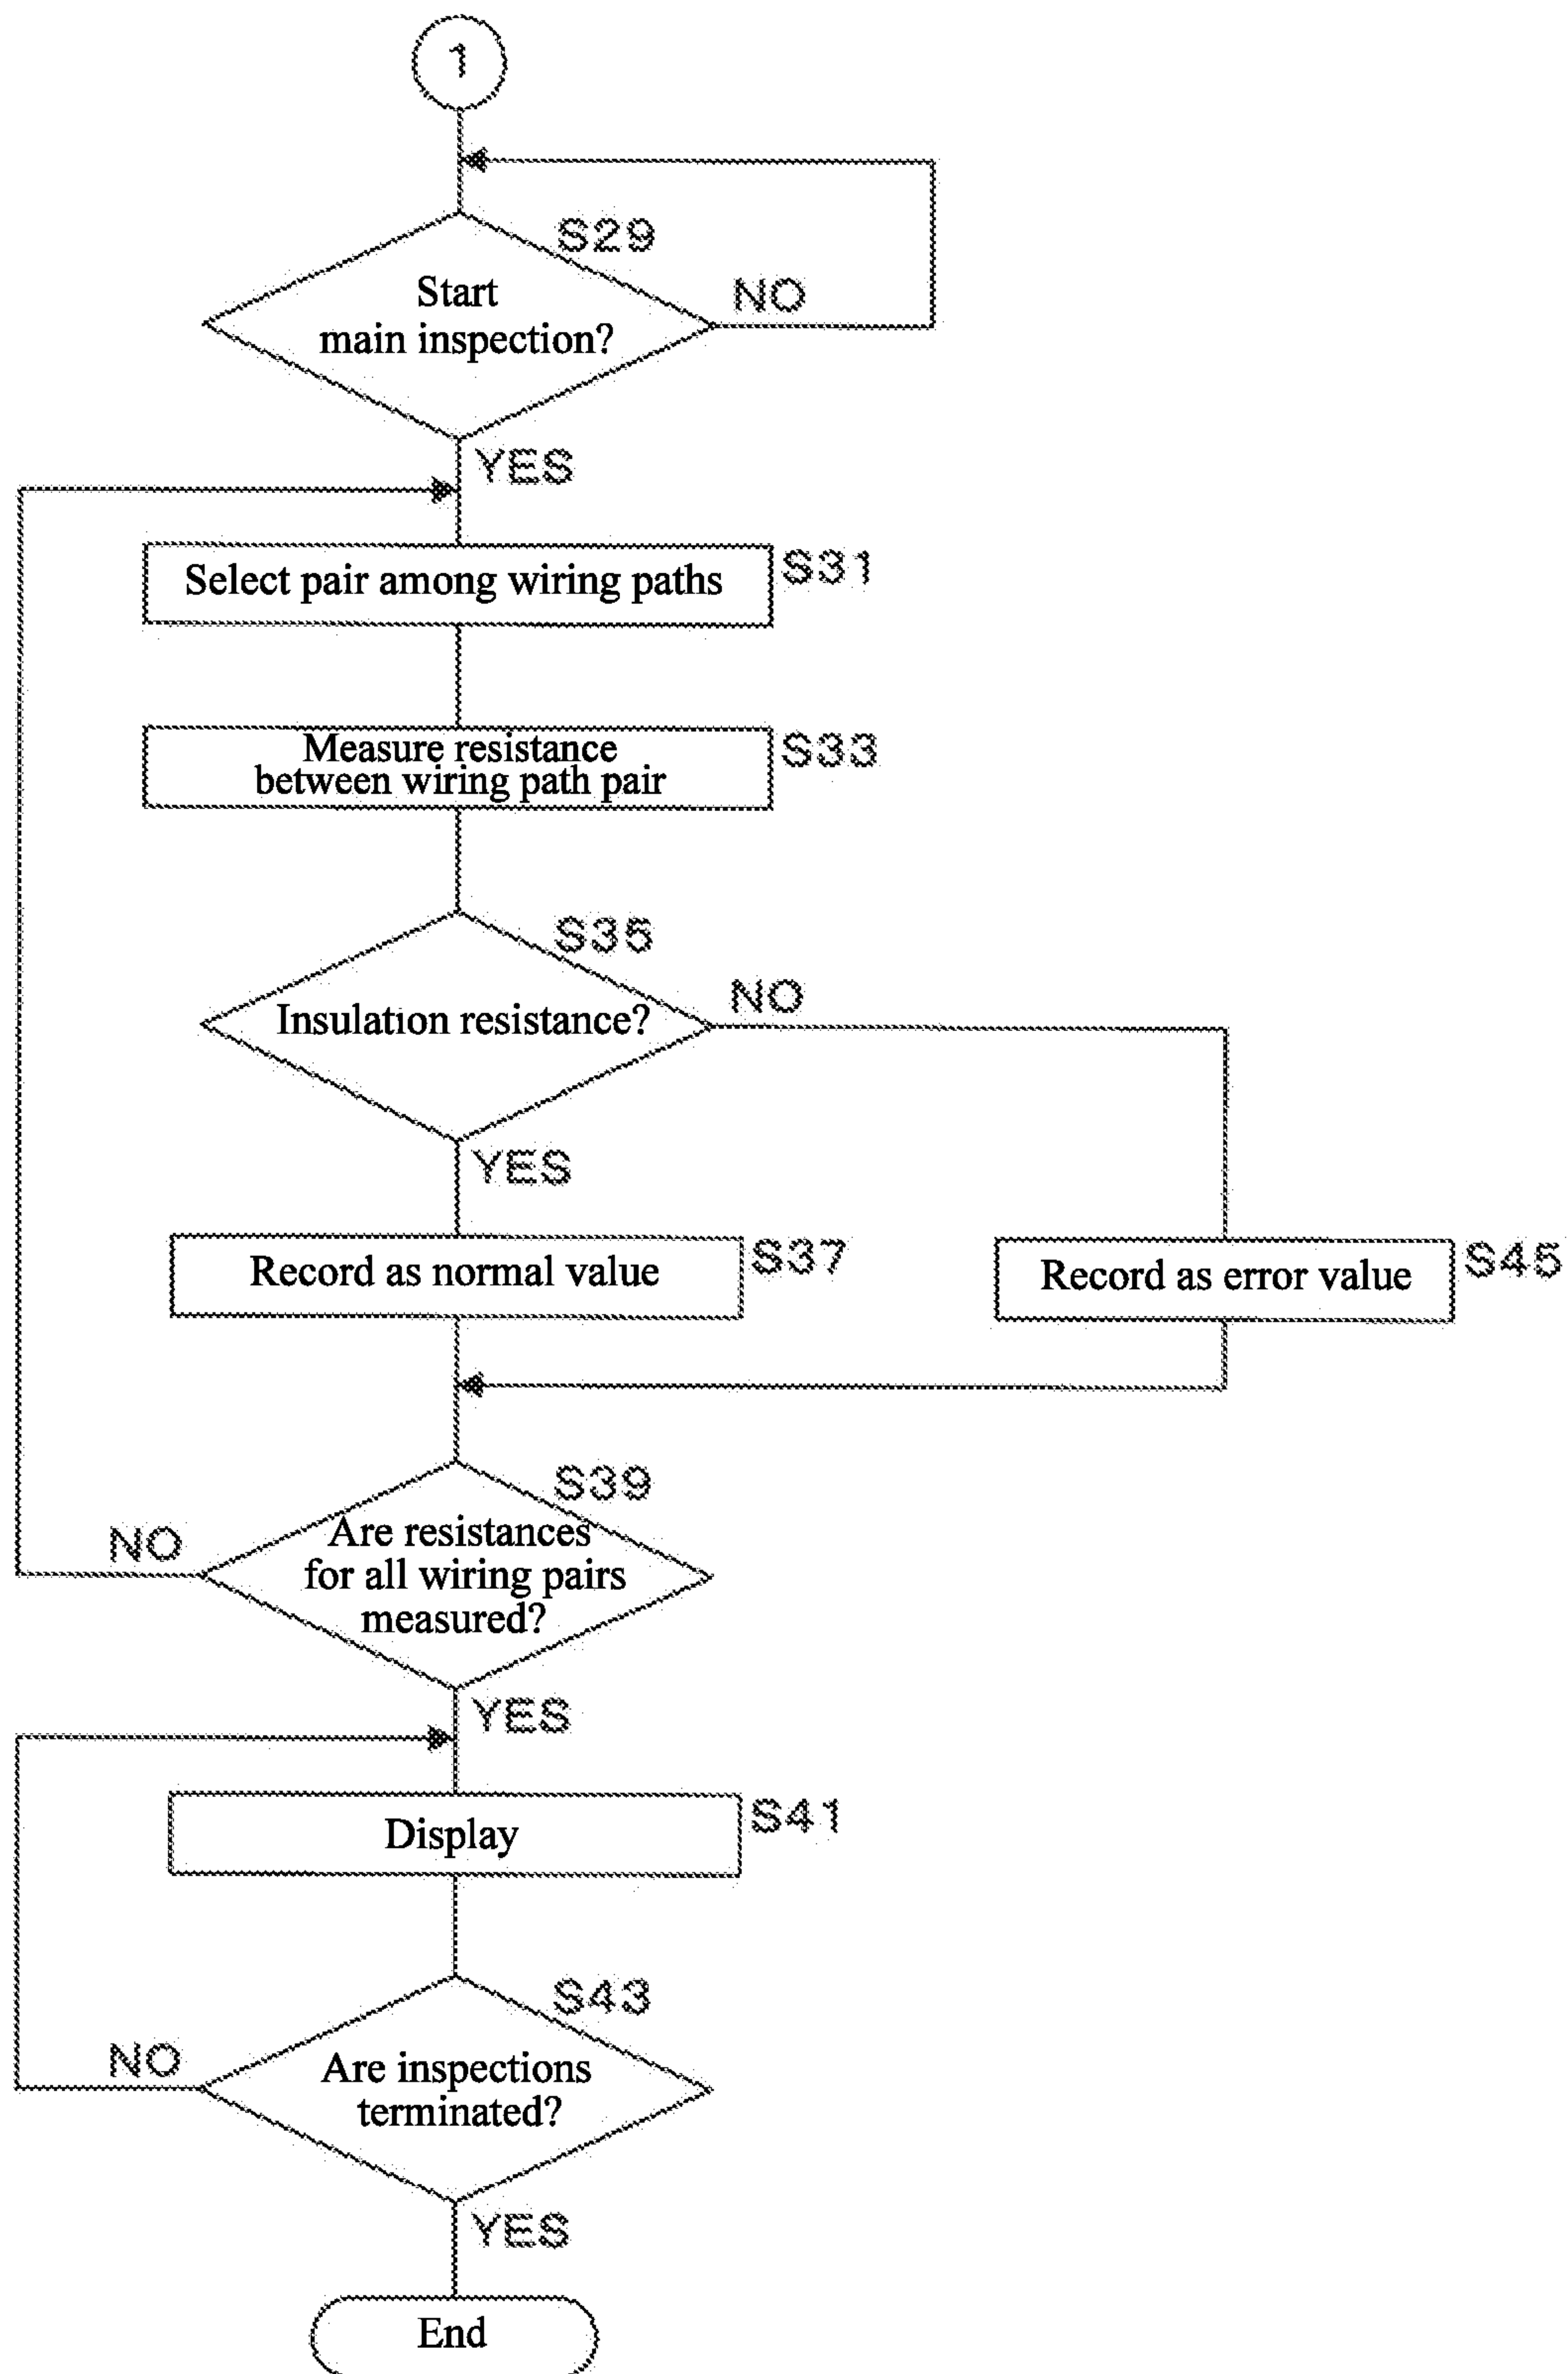 1
S29
Start
main inspection?
NO
YES
Select pair among wiring paths
S31
Measure resistance
between wiring path pair
S33
S35
Insulation resistance?
NO
YES
Record as normal value
S37
Record as error value
S45
S39
Are resistances
for all wiring pairs
measured?
NO
YES
Display
S41
S43
Are inspections
terminated?
NO
YES
End